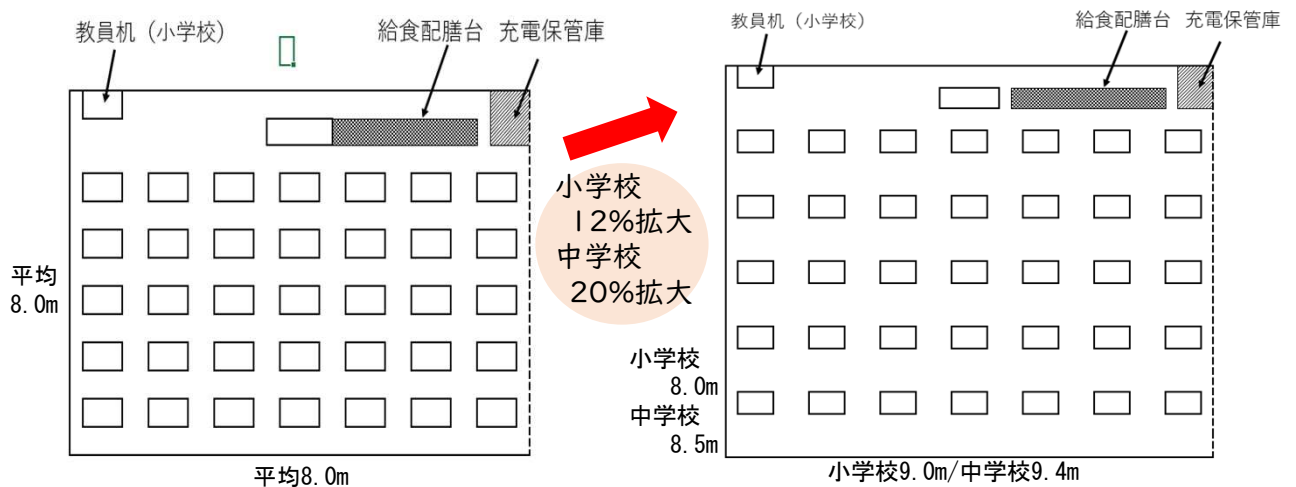 教員机（小学校）
給食配膳台 充電保管庫
平均
8.0m
平均8.0m
小学校
12%拡大
中学校
20%拡大
教員机（小学校）
給食配膳台 充電保管庫
小学校
8.0m
中学校
8.5m
小学校9.0m/中学校9.4m